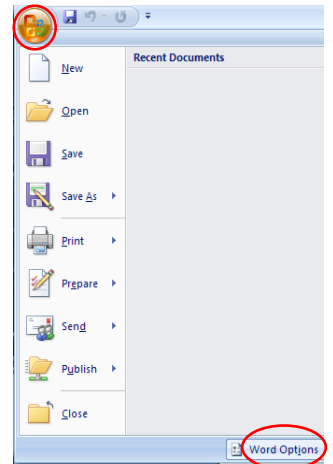 Recent Documents
New
Open
Save
Save As
Print
Prepare
Send
Publish
Close
Word Options